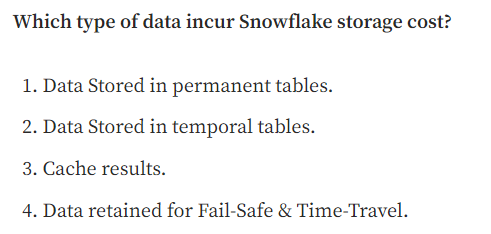 Which type of data incur Snowflake storage cost?
1. Data Stored in permanent tables.
2. Data Stored in temporal tables.
3. Cache results.
4. Data retained for Fail-Safe & Time-Travel.